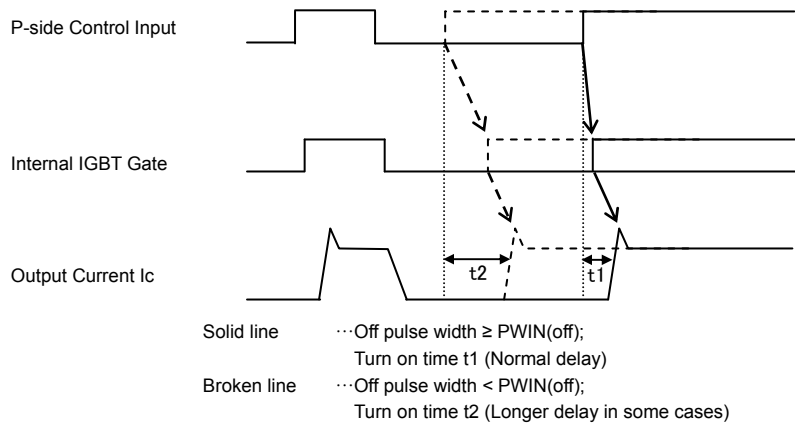 P-side Control Input
Internal IGBT Gate
Output Current Ic
t2
t1
Solid line ···Off pulse width ≥ PWIN(off);
Turn on time t1 (Normal delay)
Broken line ···Off pulse width < PWIN(off);
Turn on time t2 (Longer delay in some cases)